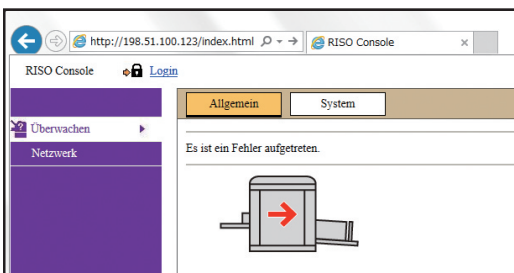 http://198.51.100.123/index.html
RISO Console
RISO Console
Login
Allgemein
System
Überwachen
Netzwerk
Es ist ein Fehler aufgetreten.